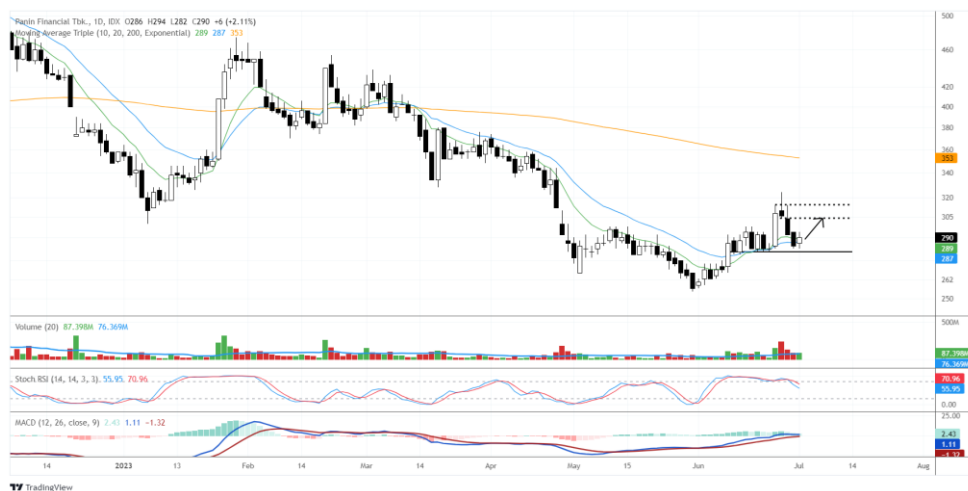 Panin Financial Tbk., 1D, IDX O286 H294 L282 C290 +6 (+2.11%)
Moving Average Triple (10, 20, 200, Exponential) 289 287 353
500
460
420
400
380
360
353
340
320
305
290
289
287
262
250
Volume (20) 87.398M 76.369M
500M
87.398M
76.369M
Stoch RSI (14, 14, 3, 3) 55.95 70.96
70.96
55.95
0.00
MACD (12, 26, close, 9) 2.43 1.11 -1.32
25.00
2.43
1.11
-1.32
14 2023 13 Feb 14 Mar 14 Apr May 15 Jun Jul 14 Aug
TradingView